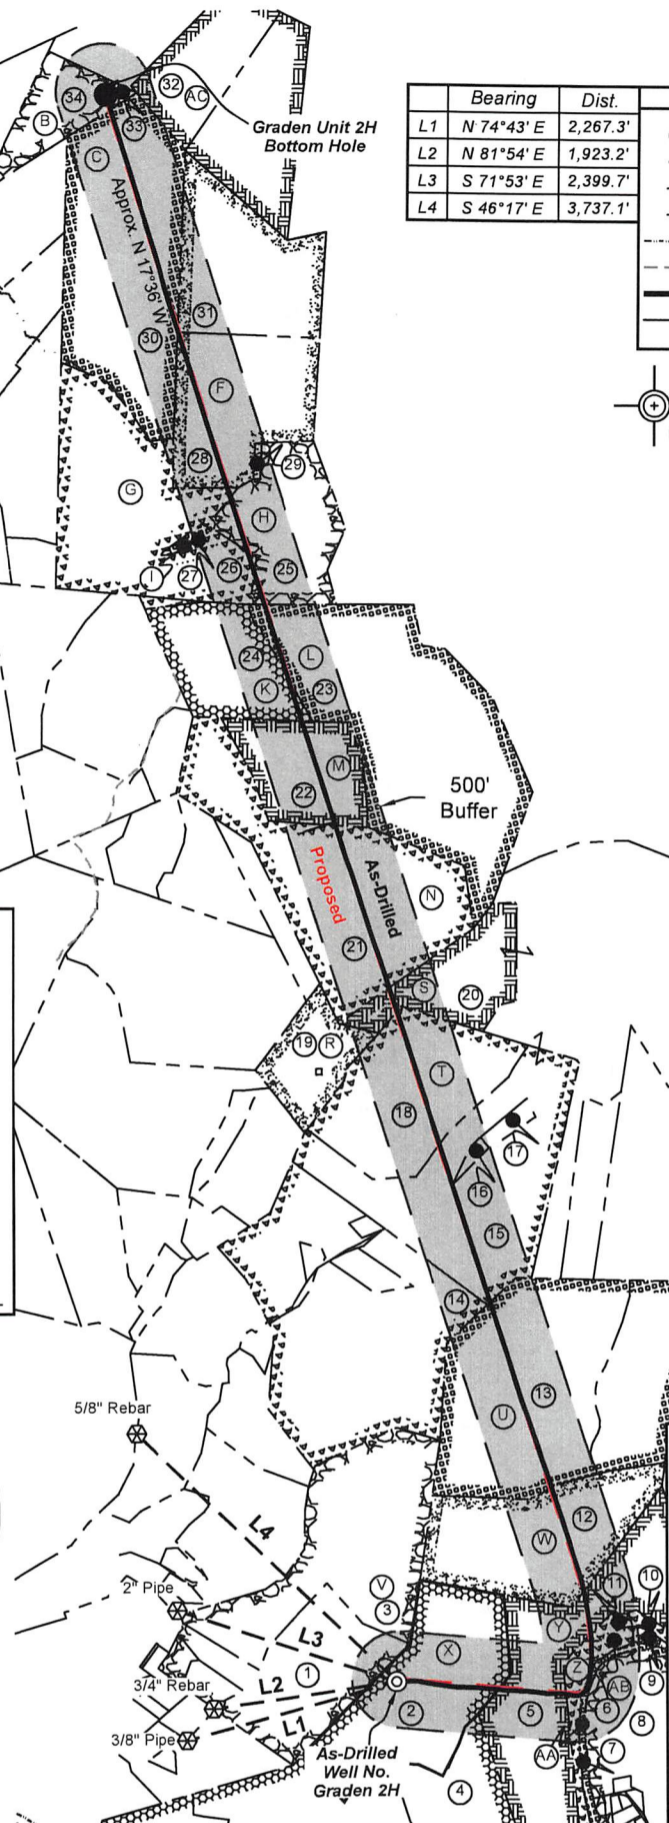 Bearing Dist.
L1 N 74°43' E 2,267.3'
L2 N 81°54' E 1,923.2'
L3 S 71°53' E 2,399.7'
L4 S 46°17' E 3,737.1'
34
32
AC
B
33
Graden Unit 2H
Bottom Hole
C
Approx. N 17°36' W
31
30
F
28
29
G
H
I
27
26
25
24
L
K
23
M
22
500'
Buffer
Proposed
As-Drilled
N
21
S
20
19
R
T
18
17
16
15
14
13
U
5/8" Rebar
L4
12
W
2" Pipe
V
3
11
10
L3
X
Y
3/4" Rebar
1
L2
Z
AB
9
3/8" Pipe
L1
2
5
6
8
As-Drilled
Well No.
Graden 2H
AA
7
4